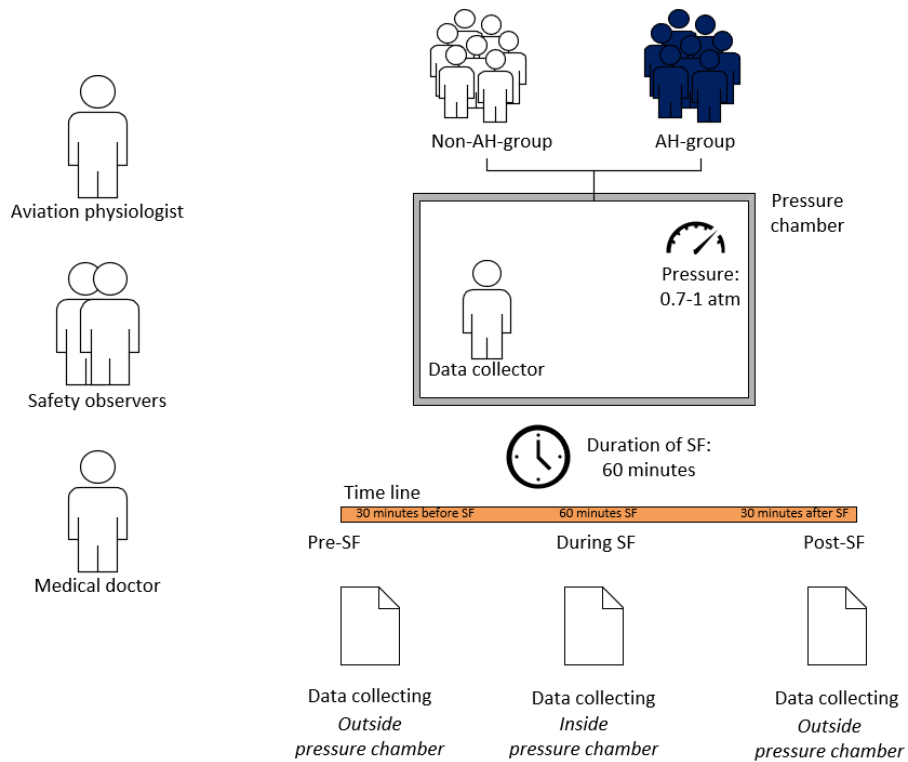 Non-AH-group
AH-group
Aviation physiologist
Pressure
chamber
Pressure:
0.7-1 atm
Data collector
Safety observers
Duration of SF:
60 minutes
Time line
30 minutes before SF
60 minutes SF
30 minutes after SF
Pre-SF
During SF
Post-SF
Medical doctor
Data collecting
Outside
pressure chamber
Data collecting
Inside
pressure chamber
Data collecting
Outside
pressure chamber